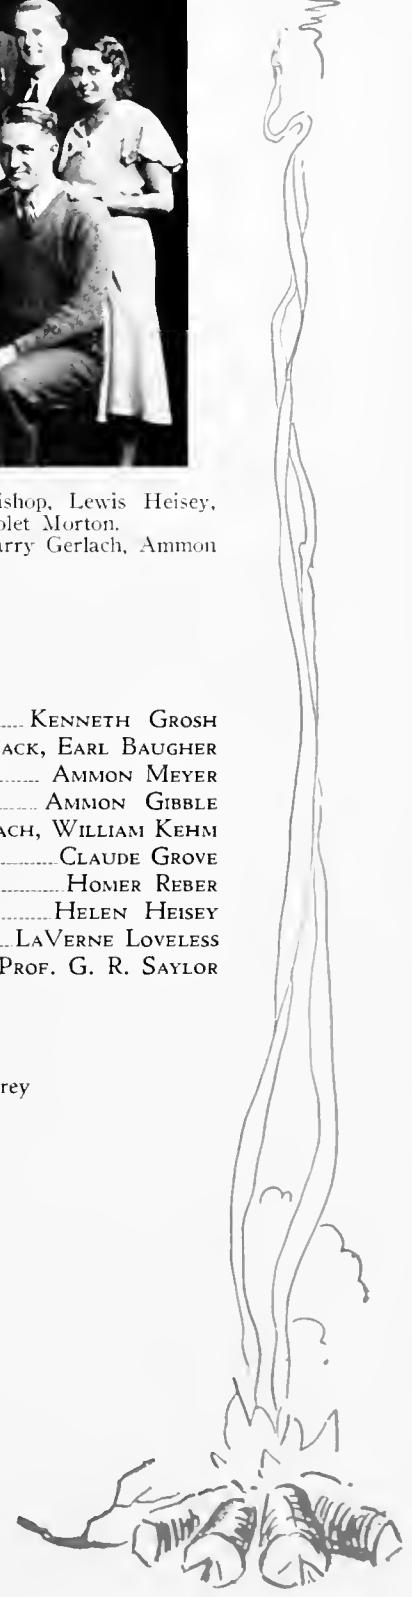 ishop, Lewis Heisey,
olet Morton.
arry Gerlach, Ammon
KENNETH GROSH
ACK, EARL BAUGHER
AMMON MEYER
AMMON GIBBLE
ACH, WILLIAM KEHM
CLAUDE GROVE
HOMER REBER
HELEN HEISEY
LAVERNE LOVELESS
PROF. G. R. SAYLOR
rey